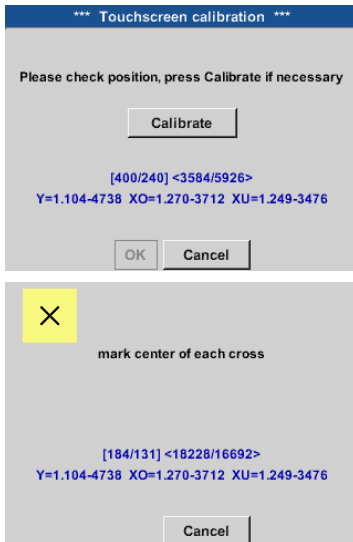 *** Touchscreen calibration ***
Please check position, press Calibrate if necessary
Calibrate
[400/240] <3584/5926>
Y=1.104-4738 XO=1.270-3712 XU=1.249-3476
OK Cancel
mark center of each cross
[184/131] <18228/16692>
Y=1.104-4738 XO=1.270-3712 XU=1.249-3476
Cancel